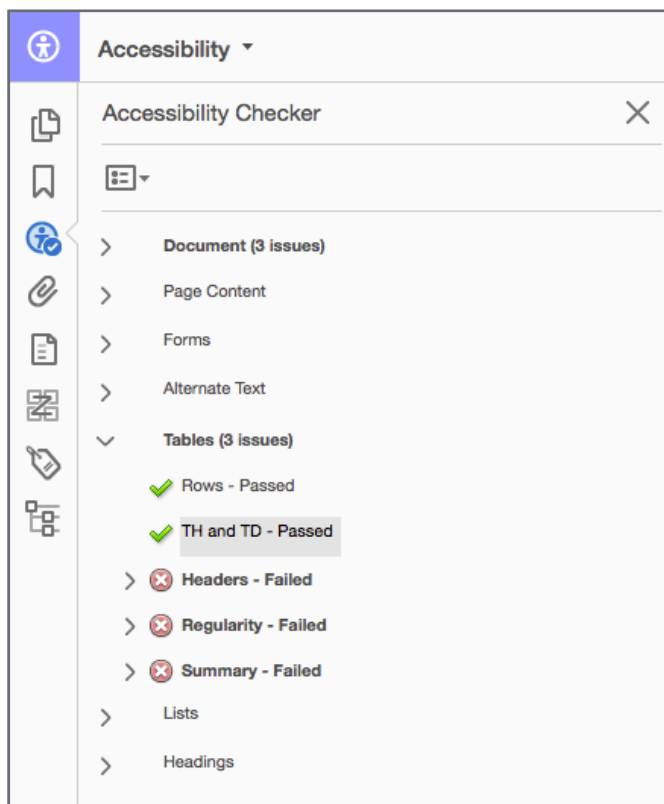 Accessibility
Accessibility Checker
Document (3 issues)
Page Content
Forms
Alternate Text
Tables (3 issues)
Rows - Passed
TH and TD - Passed
Headers - Failed
Regularity - Failed
Summary - Failed
Lists
Headings